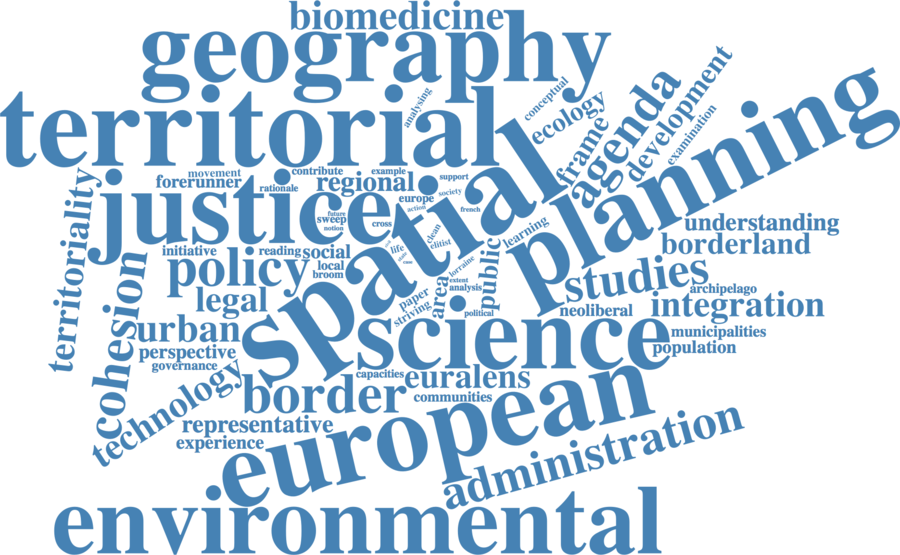 biomedicine
geography
territorial
analysing
conceptual
ecology
frame
agenda
development
examination
planning
spatial
justice
movement
forerunner
contribute
rationale
example
regional
support
society
europe
action
french
future
sweep
notion
cross
clean
elitist
learning
life
territoriality
initiative
reading
social
local
broom
policy
legal
cohesion
urban
perspective
governance
technology
understanding
borderland
studies
archipelago
integration
neoliberal
municipalities
population
public
area
lorraine
extent
analysis
paper
striving
political
science
capacities
euralens
border
communities
representative
experience
european
administration
environmental